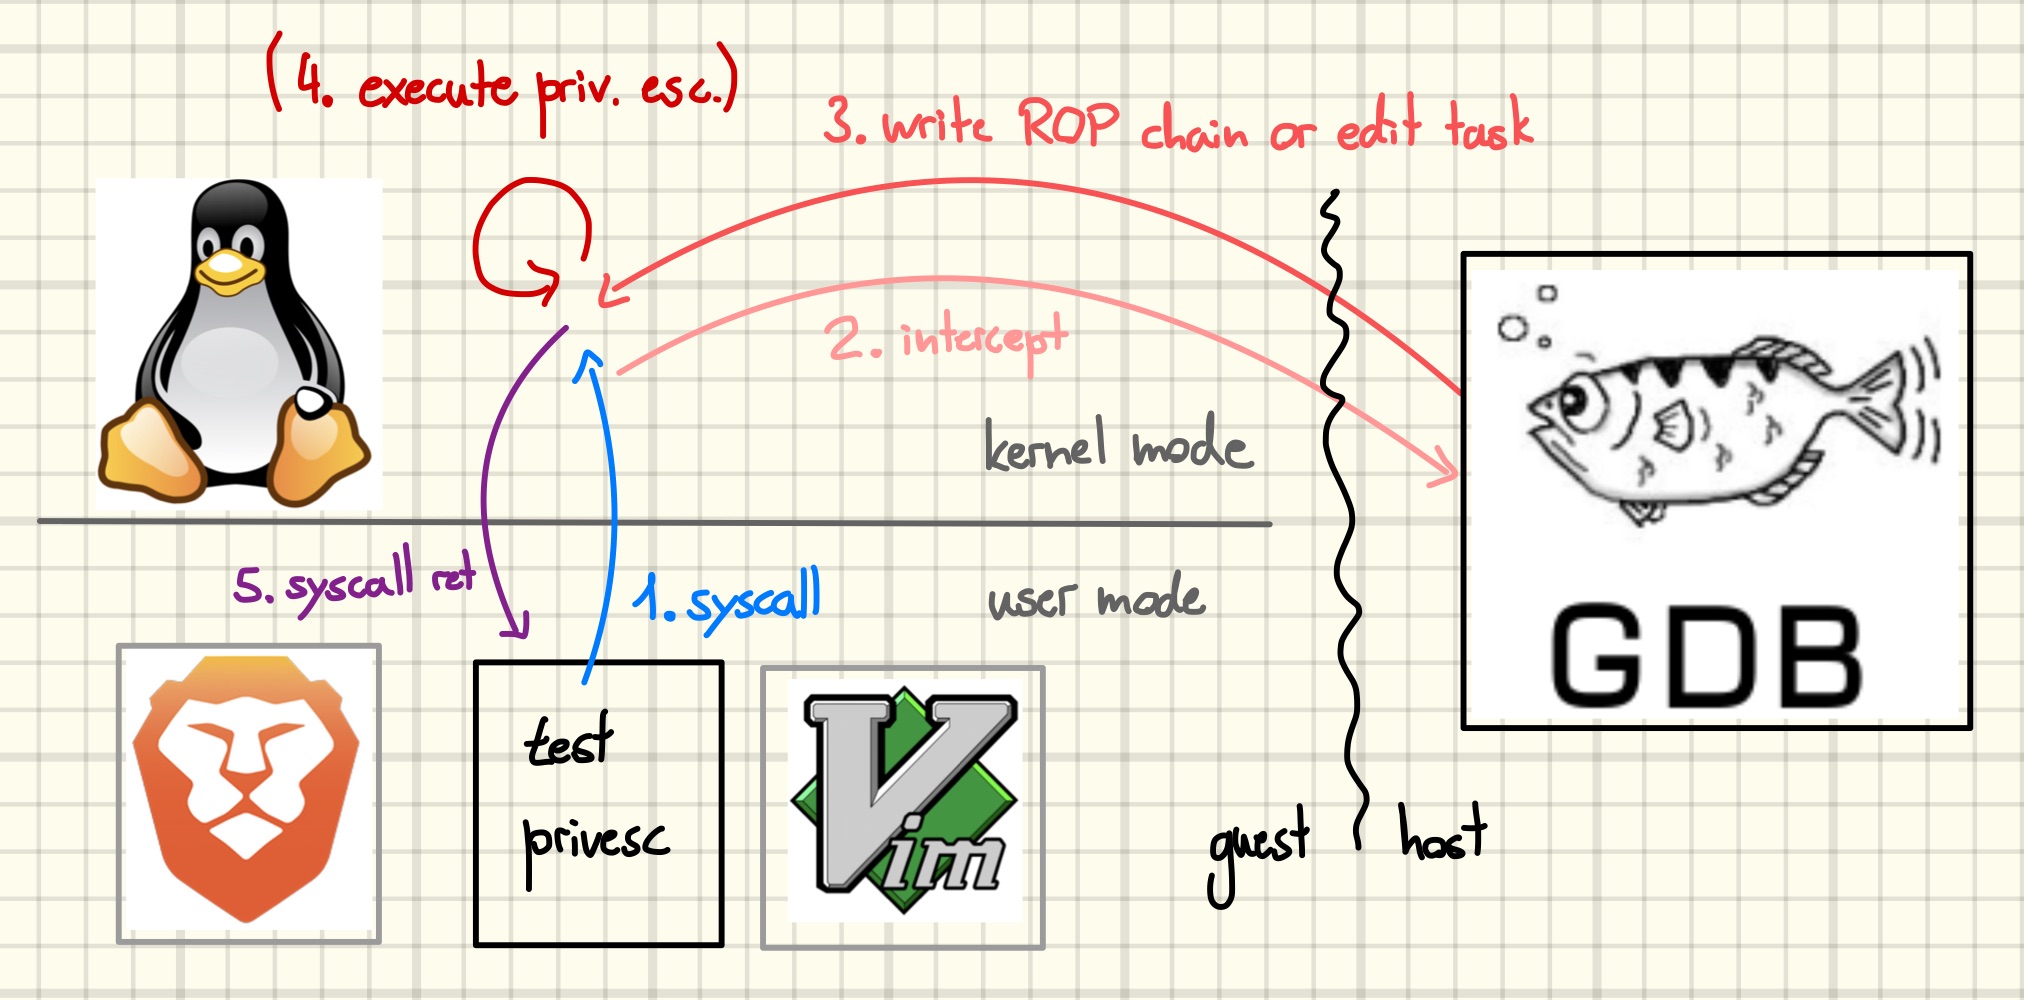 (4. execute priv. esc.)
3. write ROP chain or edit task
2. intercept
kernel mode
5. syscall ret
1. syscall
user mode
GDB
test
privesc
Vim
guest
host